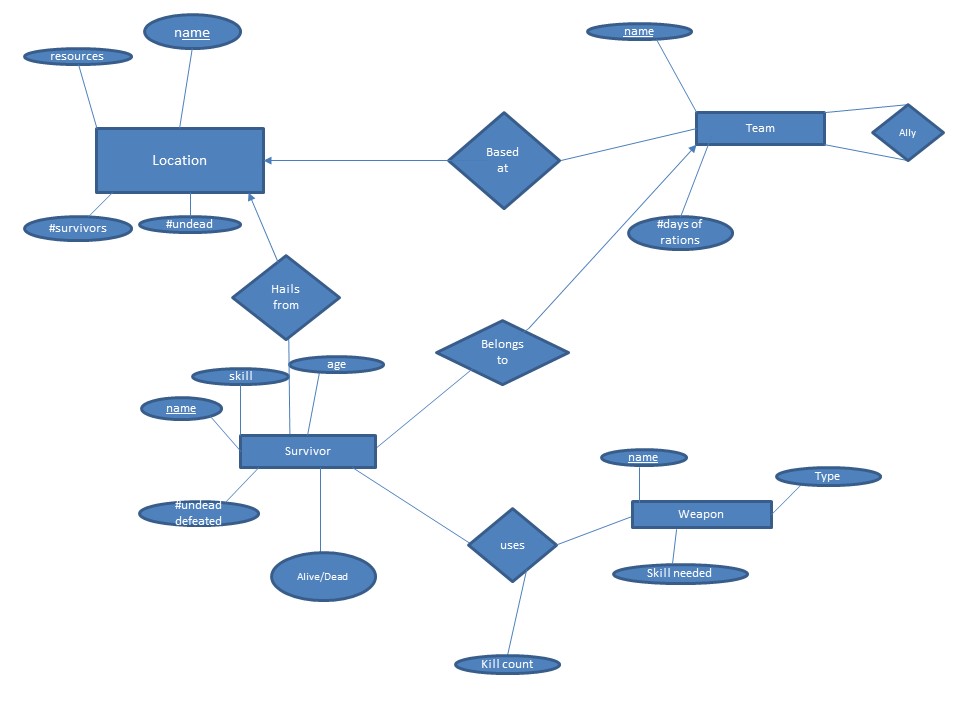 name
resources
name
Location
Based
at
Team
Ally
#survivors
#undead
#days of
rations
Hails
from
Belongs
to
skill
age
name
Survivor
#undead
defeated
Alive/Dead
uses
name
Type
Weapon
Skill needed
Kill count